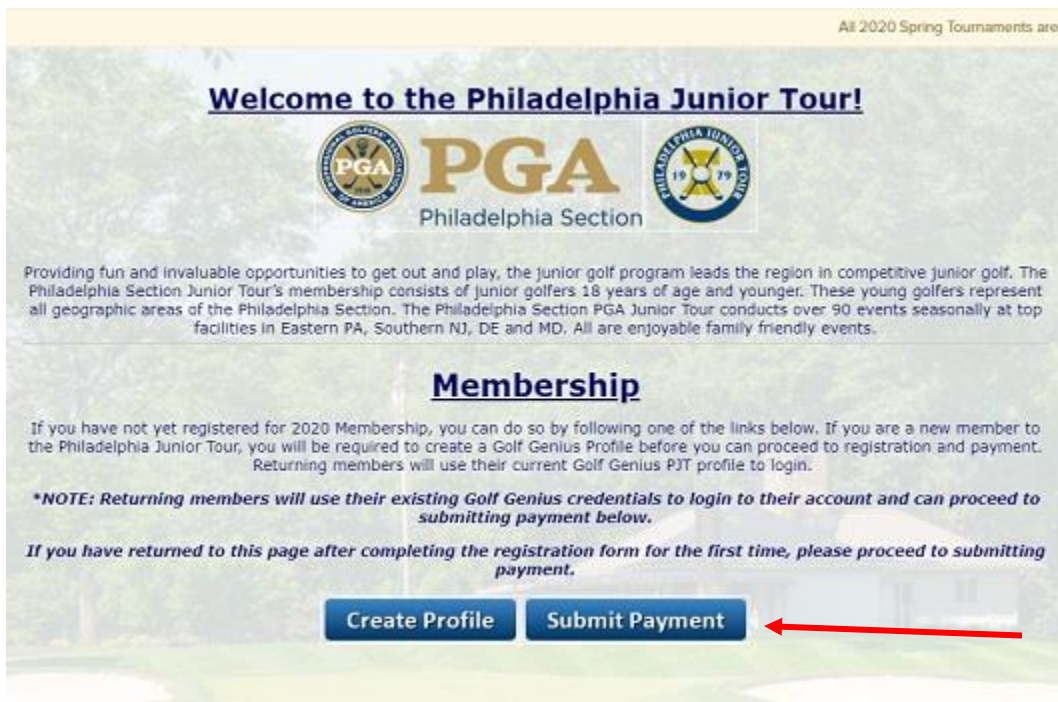 All 2020 Spring Tournaments are
Welcome to the Philadelphia Junior Tour!
PGA
Philadelphia Section
PROFESSIONAL GOLFERS' ASSOCIATION
OF AMERICA
PGA
PHILADELPHIA JUNIOR TOUR
19 79
Providing fun and invaluable opportunities to get out and play, the junior golf program leads the region in competitive junior golf. The
Philadelphia Section Junior Tour's membership consists of junior golfers 18 years of age and younger. These young golfers represent
all geographic areas of the Philadelphia Section. The Philadelphia Section PGA Junior Tour conducts over 90 events seasonally at top
facilities in Eastern PA, Southern NJ, DE and MD. All are enjoyable family friendly events.
Membership
If you have not yet registered for 2020 Membership, you can do so by following one of the links below. If you are a new member to
the Philadelphia Junior Tour, you will be required to create a Golf Genius Profile before you can proceed to registration and payment.
Returning members will use their current Golf Genius PJT profile to login.
*NOTE: Returning members will use their existing Golf Genius credentials to login to their account and can proceed to
submitting payment below.
If you have returned to this page after completing the registration form for the first time, please proceed to submitting
payment.
Create Profile
Submit Payment